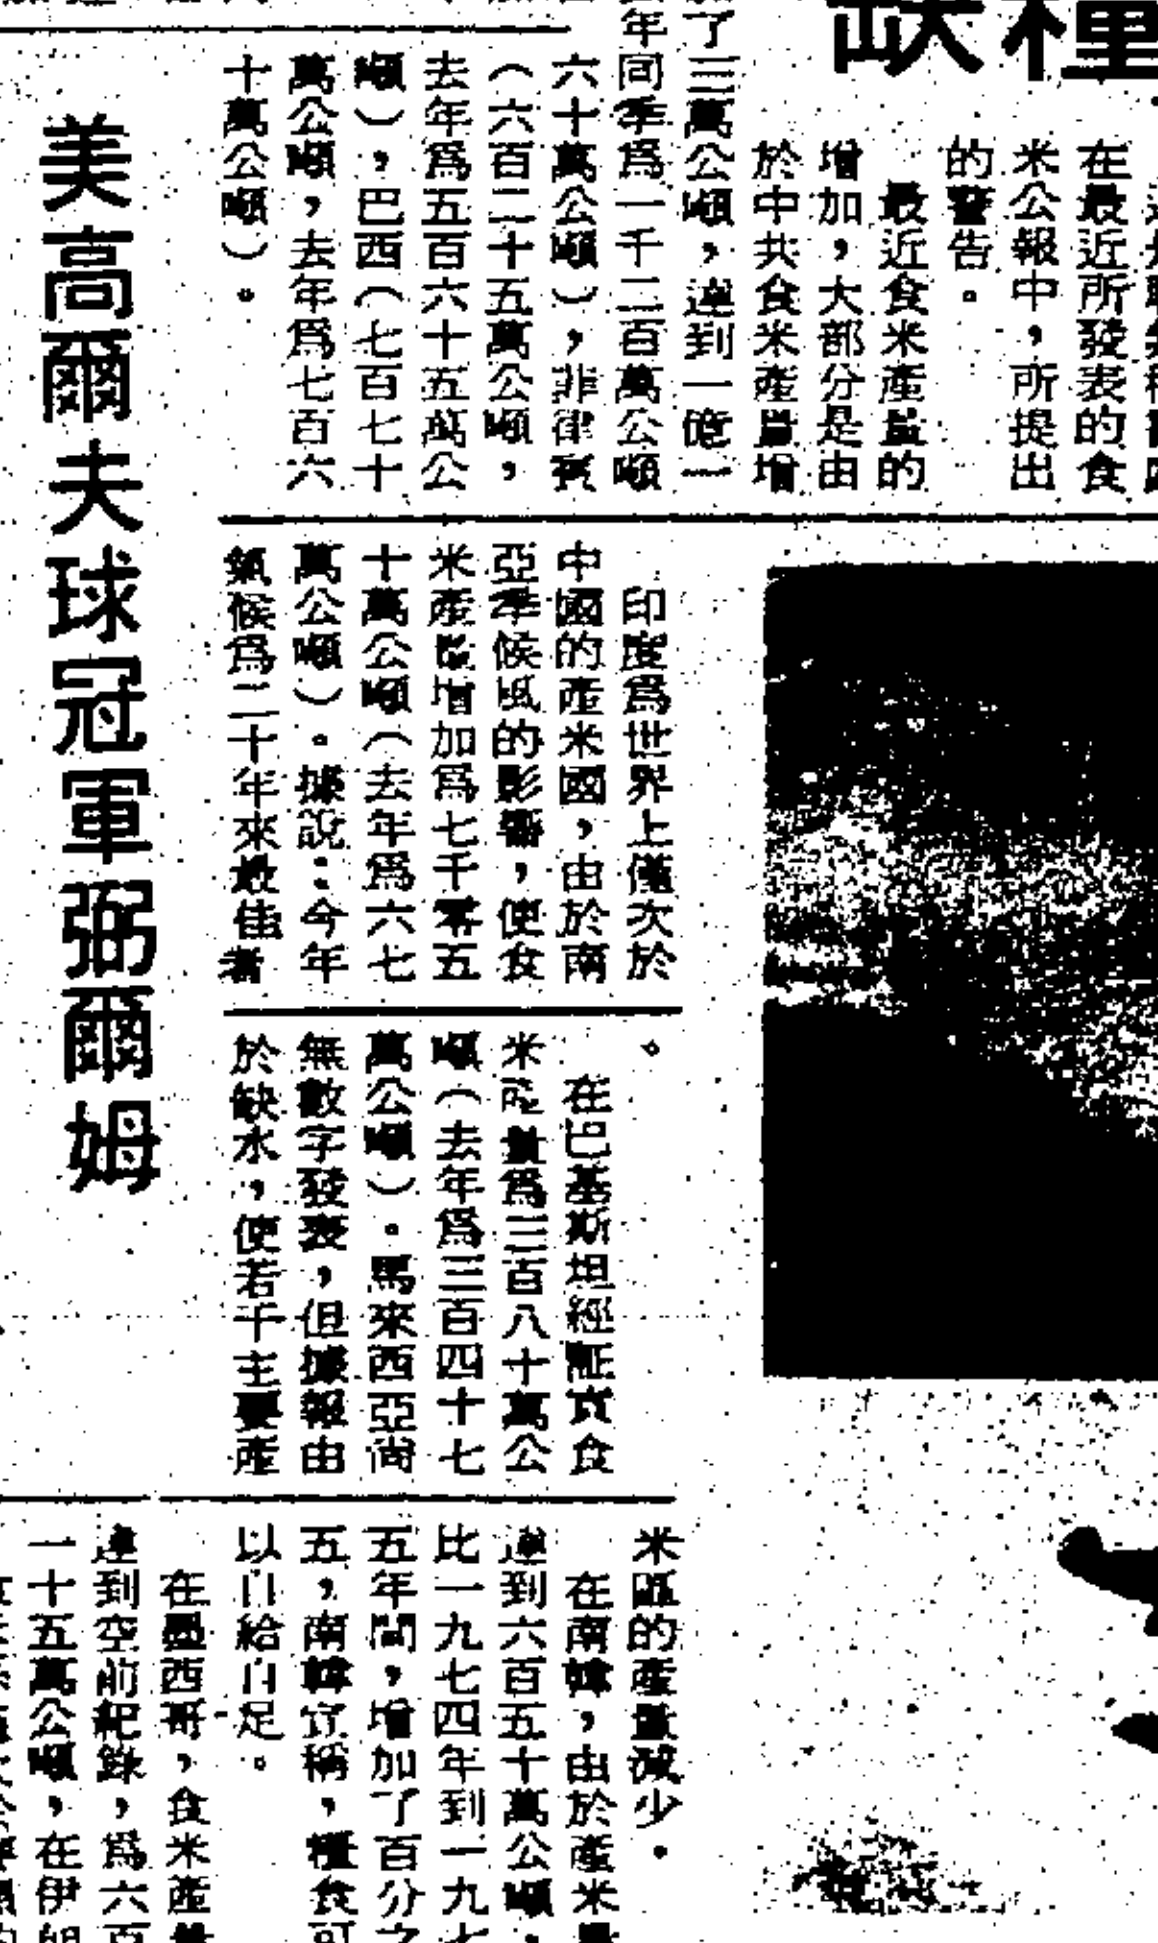 在最近所發表的食
米公報中，所提出
的警告。
最近食米產量的
增加，大部分是由
於中共食米產量增
了三萬公噸，達到一億一
年同季為一千二百萬公噸
六十萬公噸），非律賓
（六百二十五萬公噸，
去年為五百六十五萬公
噸），巴西（七百七十
萬公噸，去年為七百六
十萬公噸）。
印度為世界上僅次於
中國的產米國，由於南
亞季候風的影響，使食
米產量增加為七千零五
十萬公噸（去年為六七
萬公噸）。據說：今年
氣候為二十年來最佳者
。
在巴基斯坦經証實食
米產量為三百八十萬公
噸（去年為三百四十七
萬公噸）。馬來西亞尚
無數字發表，但據報由
於缺水，使若干主要產
米區的產量減少。
在南韓，由於產米量
達到六百五十萬公噸，
比一九七四年到一九七
五年間，增加了百分之
五，南韓宣稱，糧食可
以自給自足。
在墨西哥，食米產量
達到空前紀錄，為六百
一十五萬公噸，在伊
美高爾夫球冠軍弼爾姆